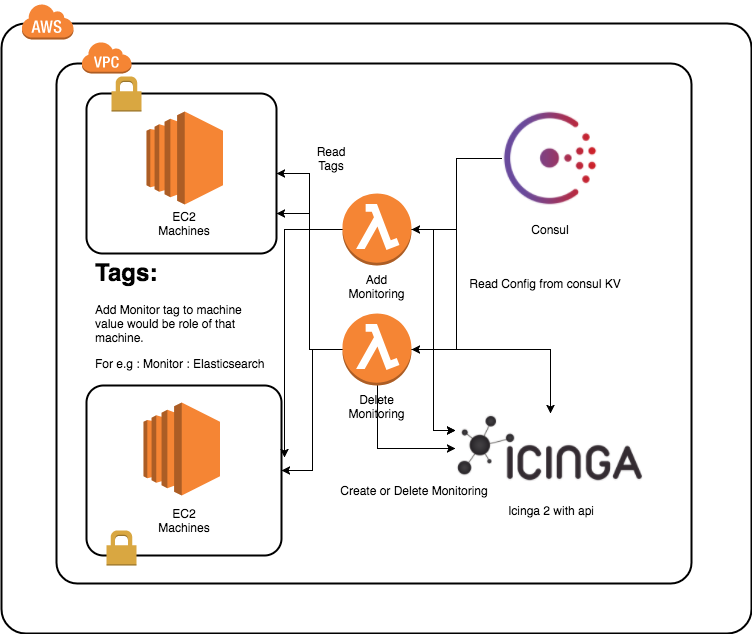 AWS
VPC
EC2
Machines
Read
Tags
Consul
Tags:
Add
Monitoring
Read Config from consul KV
Add Monitor tag to machine
value would be role of that
machine.
For e.g : Monitor : Elasticsearch
Delete
Monitoring
EC2
Machines
ICINGA
Create or Delete Monitoring
Icinga 2 with api